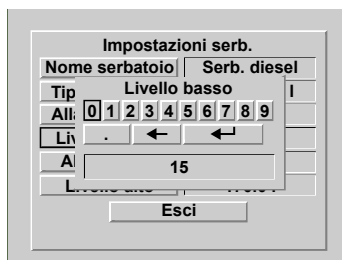 Impostazioni serb.
Nome serbatoio Serb. diesel
Livello basso
0 1 2 3 4 5 6 7 8 9
.
15
Esci